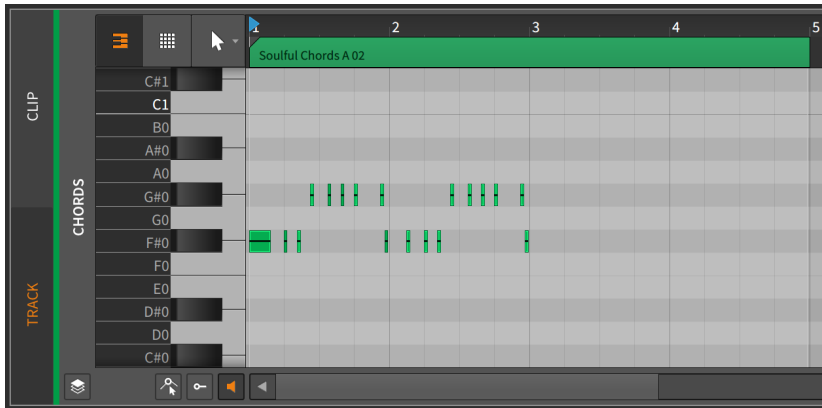 1
2
3
4
5
Soulful Chords A 02
CLIP
TRACK
CHORDS
C#1
C1
B0
A#0
A0
G#0
G0
F#0
F0
E0
D#0
D0
C#0